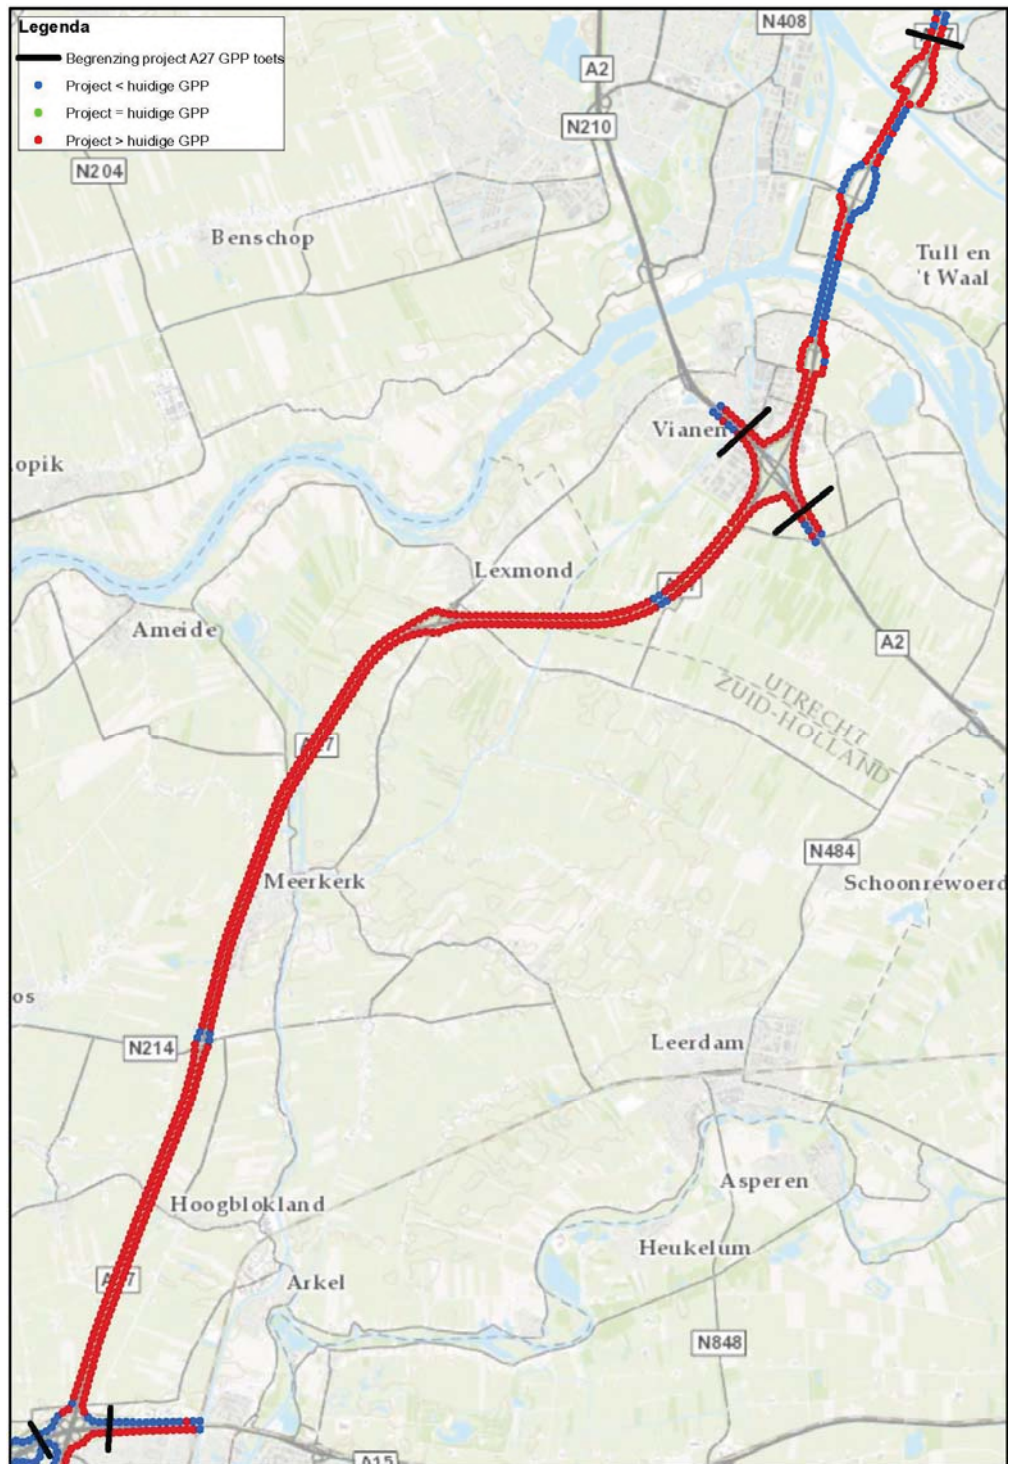 Legenda
Begrenzing project A27 GPP toets
Project < huidige GPP
Project = huidige GPP
Project > huidige GPP
N408
A2
N210
N204
Benschop
Tull en
't Waal
Vianen
opik
Lexmond
Ameide
A2
UTRECHT
ZUID-HOLLAND
N484
Meerkerk
Schoonrewoerd
os
N214
Leerdam
Asperen
Hoogblokland
Heukelum
Arkel
N848
A15